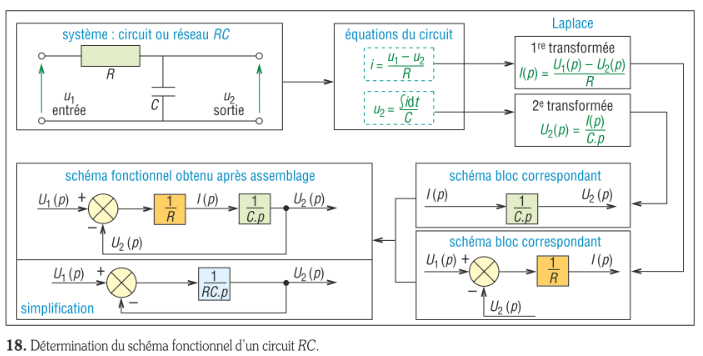 système : circuit ou réseau RC
R
C
u₁
entrée
u₂
sortie
équations du circuit
i = (u₁ − u₂)/R
u₂ = ∫idt/C
Laplace
1re transformée
I(p) = (U₁(p) − U₂(p))/R
2e transformée
U₂(p) = I(p)/C.p
schéma fonctionnel obtenu après assemblage
U₁(p) + − 1/R I(p) 1/C.p U₂(p)
U₂(p)
U₁(p) + − 1/RC.p U₂(p)
simplification
schéma bloc correspondant
I(p) 1/C.p U₂(p)
schéma bloc correspondant
U₁(p) + − 1/R I(p)
U₂(p)
18. Détermination du schéma fonctionnel d'un circuit RC.